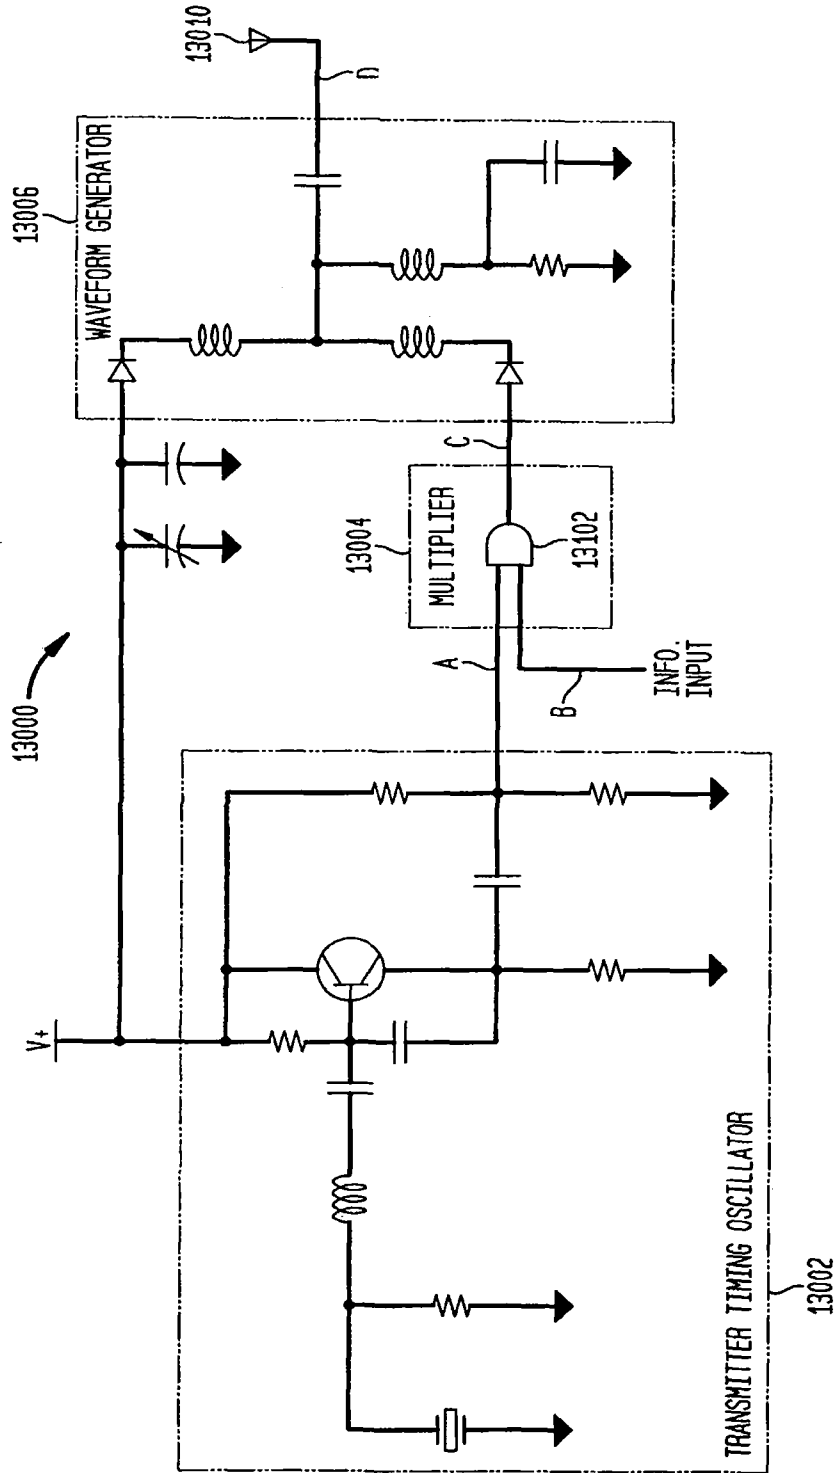 13000
V+
TRANSMITTER TIMING OSCILLATOR
13002
A
B
INFO.
INPUT
MULTIPLIER
13004
13102
C
WAVEFORM GENERATOR
13006
D
13010